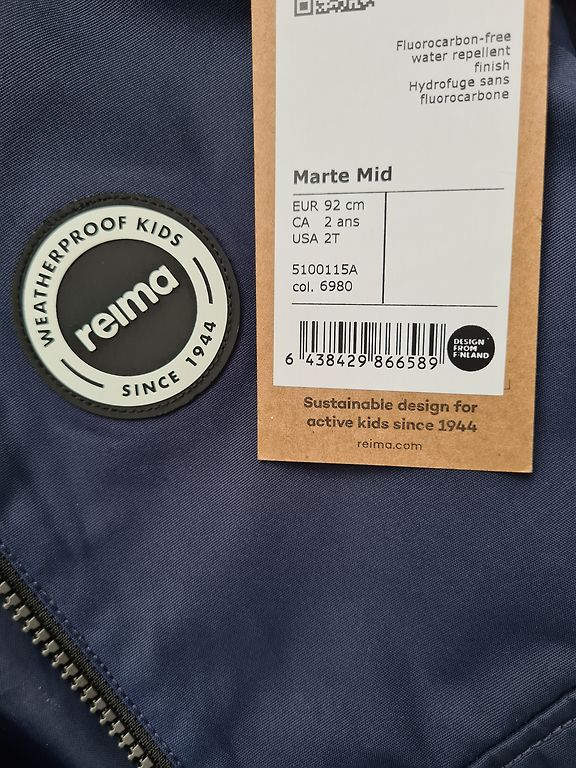 Fluorocarbon-free
water repellent
finish
Hydrofuge sans
fluorocarbone
Marte Mid
EUR 92 cm
CA 2 ans
USA 2T
5100115A
col. 6980
6 438429 866589
DESIGN
FROM
FINLAND
Sustainable design for
active kids since 1944
reima.com
WEATHERPROOF KIDS
reima
SINCE 1944